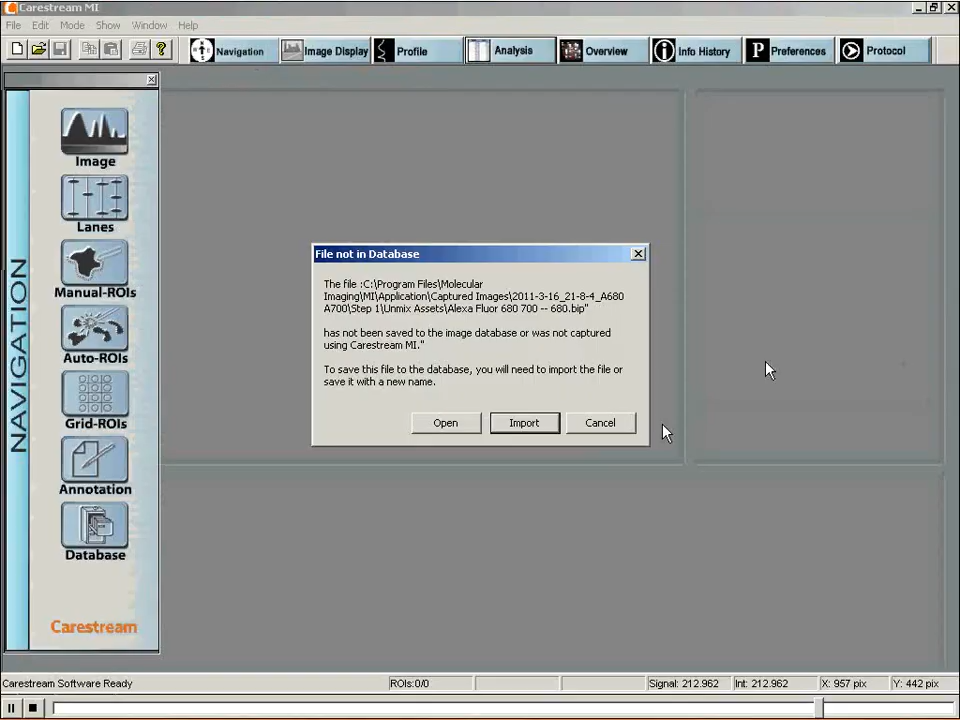 Carestream MI
File Edit Mode Show Window Help
Navigation Image Display Profile Analysis Overview Info History Preferences Protocol
NAVIGATION
Image
Lanes
Manual-ROIs
Auto-ROIs
Grid-ROIs
Annotation
Database
Carestream
File not in Database
The file :C:\Program Files\Molecular
Imaging\MI\Application\Captured Images\2011-3-16_21-8-4_A680
A700\Step 1\Unmix Assets\Alexa Fluor 680 700 -- 680.bip"
has not been saved to the image database or was not captured
using Carestream MI."
To save this file to the database, you will need to import the file or
save it with a new name.
Open Import Cancel
Carestream Software Ready ROIs:0/0 Signal: 212.962 Int: 212.962 X: 957 pix Y: 442 pix